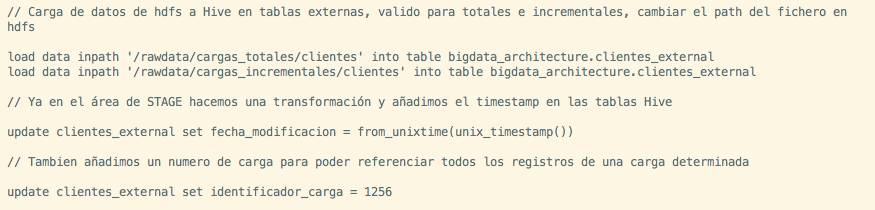 // Carga de datos de hdfs a Hive en tablas externas, valido para totales e incrementales, cambiar el path del fichero en
hdfs
load data inpath '/rawdata/cargas_totales/clientes' into table bigdata_architecture.clientes_external
load data inpath '/rawdata/cargas_incrementales/clientes' into table bigdata_architecture.clientes_external
// Ya en el área de STAGE hacemos una transformación y añadimos el timestamp en las tablas Hive
update clientes_external set fecha_modificacion = from_unixtime(unix_timestamp())
// Tambien añadimos un numero de carga para poder referenciar todos los registros de una carga determinada
update clientes_external set identificador_carga = 1256